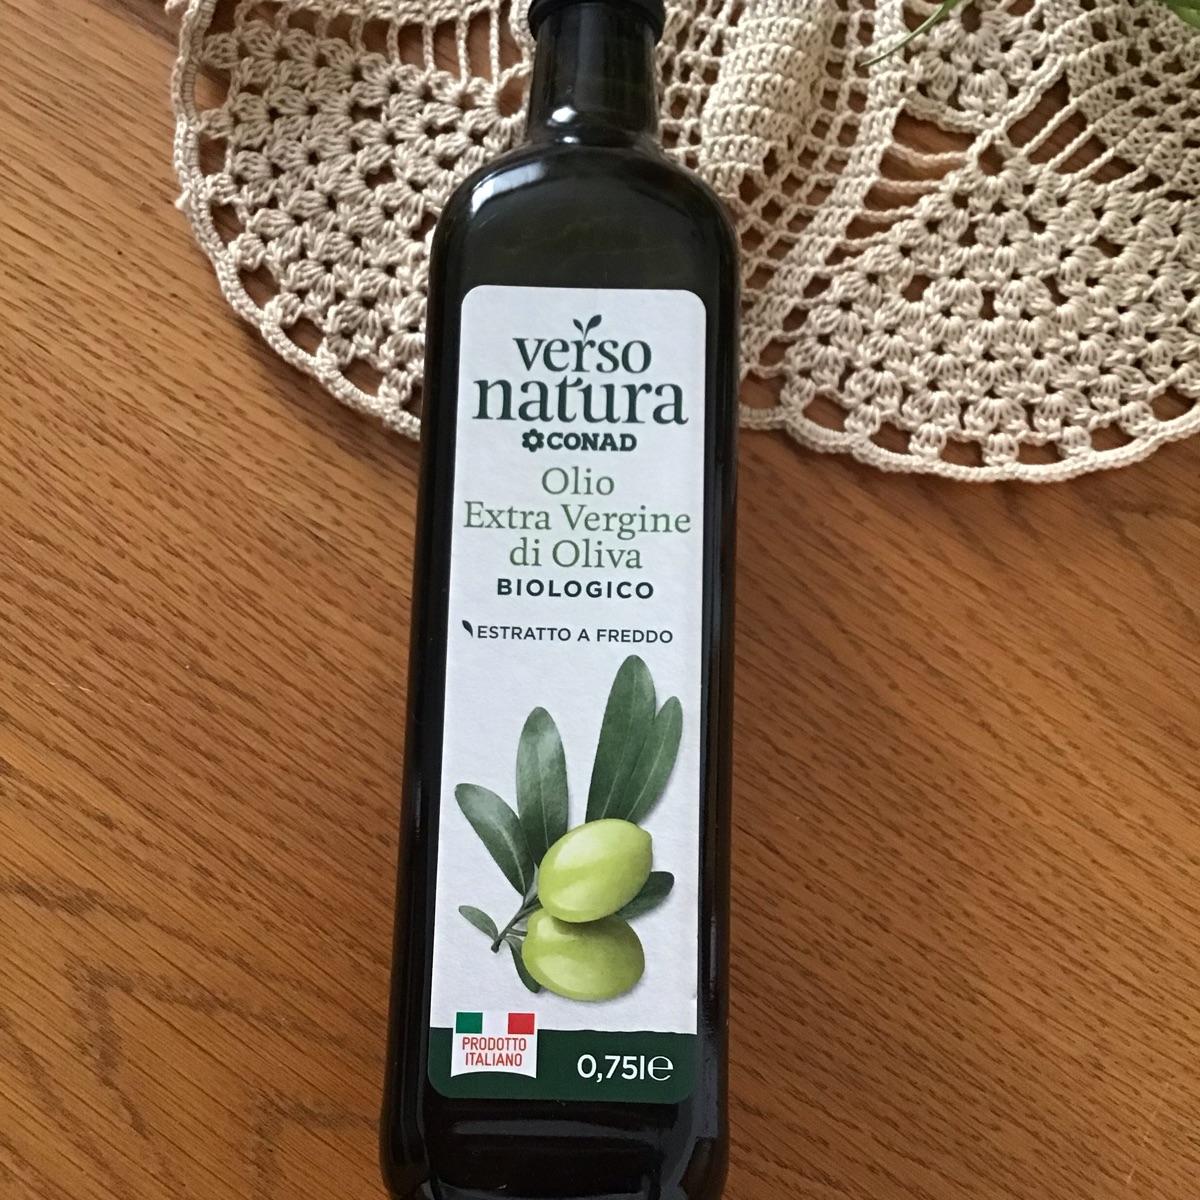 verso
natura
CONAD
Olio
Extra Vergine
di Oliva
BIOLOGICO
ESTRATTO A FREDDO
PRODOTTO
ITALIANO
0,75l℮